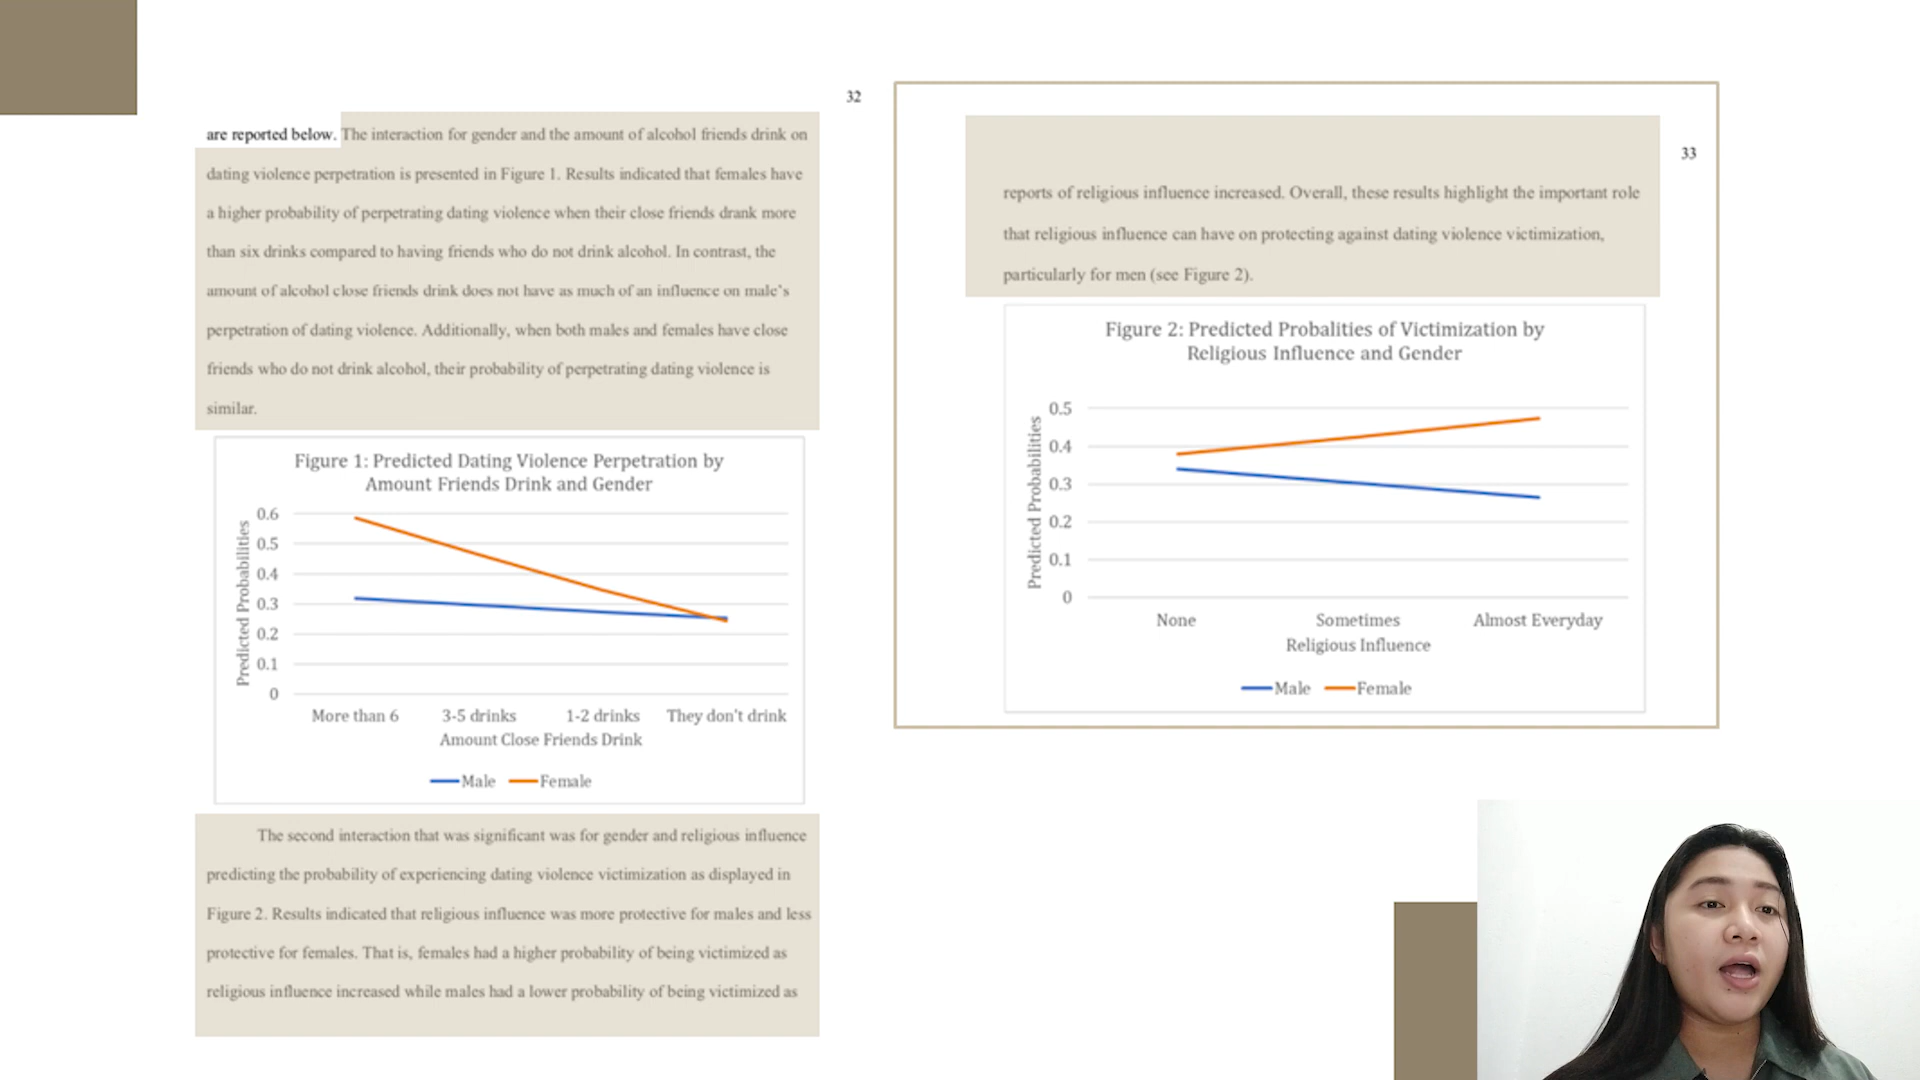 32
are reported below. The interaction for gender and the amount of alcohol friends drink on
dating violence perpetration is presented in Figure 1. Results indicated that females have
a higher probability of perpetrating dating violence when their close friends drank more
than six drinks compared to having friends who do not drink alcohol. In contrast, the
amount of alcohol close friends drink does not have as much of an influence on male's
perpetration of dating violence. Additionally, when both males and females have close
friends who do not drink alcohol, their probability of perpetrating dating violence is
similar.
Figure 1: Predicted Dating Violence Perpetration by
Amount Friends Drink and Gender
Predicted Probabilities
0.6
0.5
0.4
0.3
0.2
0.1
0
More than 6 3-5 drinks 1-2 drinks They don't drink
Amount Close Friends Drink
Male Female
The second interaction that was significant was for gender and religious influence
predicting the probability of experiencing dating violence victimization as displayed in
Figure 2. Results indicated that religious influence was more protective for males and less
protective for females. That is, females had a higher probability of being victimized as
religious influence increased while males had a lower probability of being victimized as
33
reports of religious influence increased. Overall, these results highlight the important role
that religious influence can have on protecting against dating violence victimization,
particularly for men (see Figure 2).
Figure 2: Predicted Probalities of Victimization by
Religious Influence and Gender
Predicted Probabilities
0.5
0.4
0.3
0.2
0.1
0
None Sometimes Almost Everyday
Religious Influence
Male Female